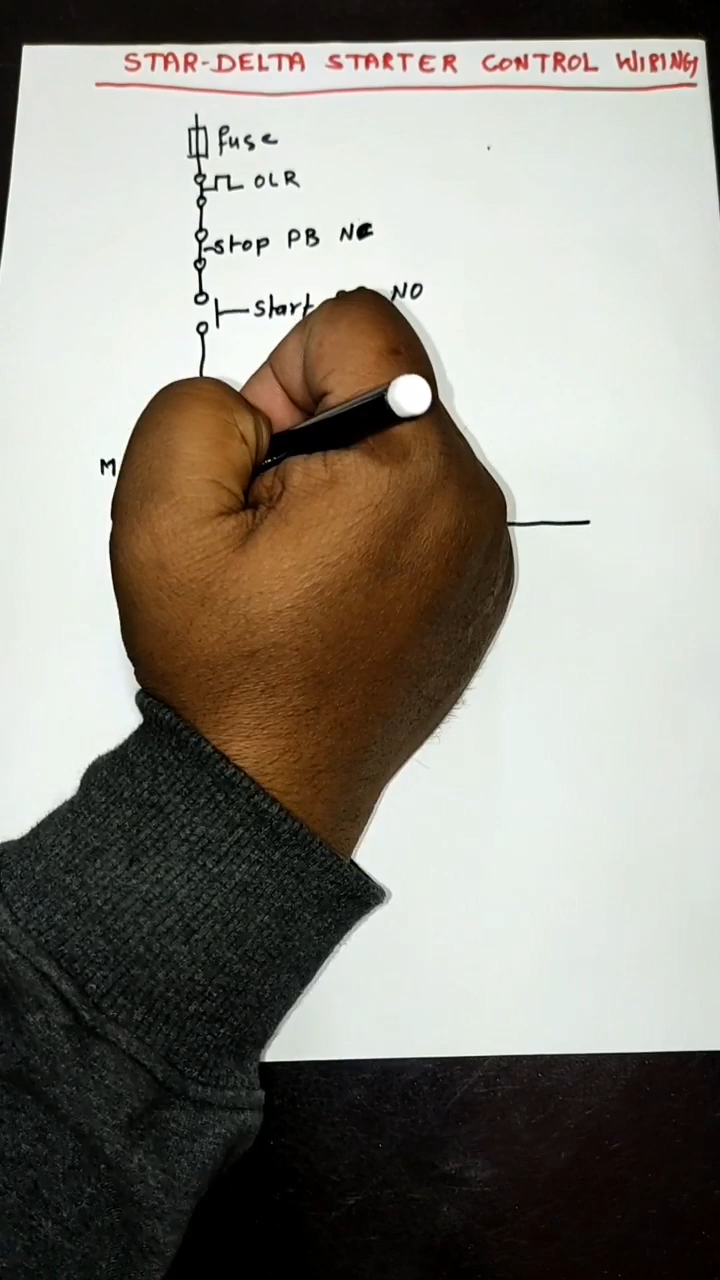 STAR-DELTA STARTER CONTROL WIRING
fuse
OLR
stop PB NC
start NO
M